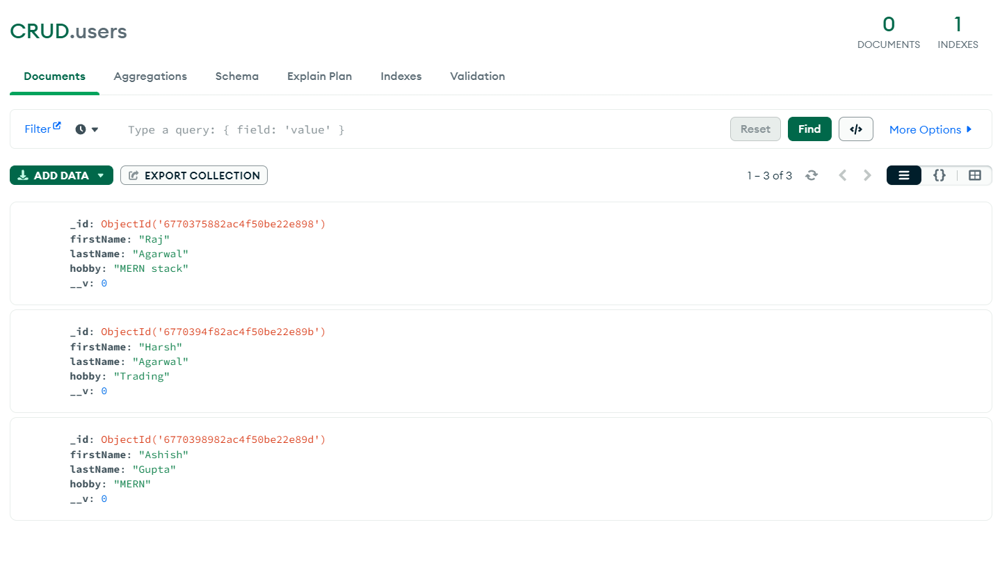 CRUD.users
0
DOCUMENTS
1
INDEXES
Documents Aggregations Schema Explain Plan Indexes Validation
Filter Type a query: { field: 'value' } Reset Find </> More Options
ADD DATA EXPORT COLLECTION 1 – 3 of 3 {}
_id: ObjectId('6770375882ac4f50be22e898')
firstName: "Raj"
lastName: "Agarwal"
hobby: "MERN stack"
__v: 0
_id: ObjectId('6770394f82ac4f50be22e89b')
firstName: "Harsh"
lastName: "Agarwal"
hobby: "Trading"
__v: 0
_id: ObjectId('6770398982ac4f50be22e89d')
firstName: "Ashish"
lastName: "Gupta"
hobby: "MERN"
__v: 0